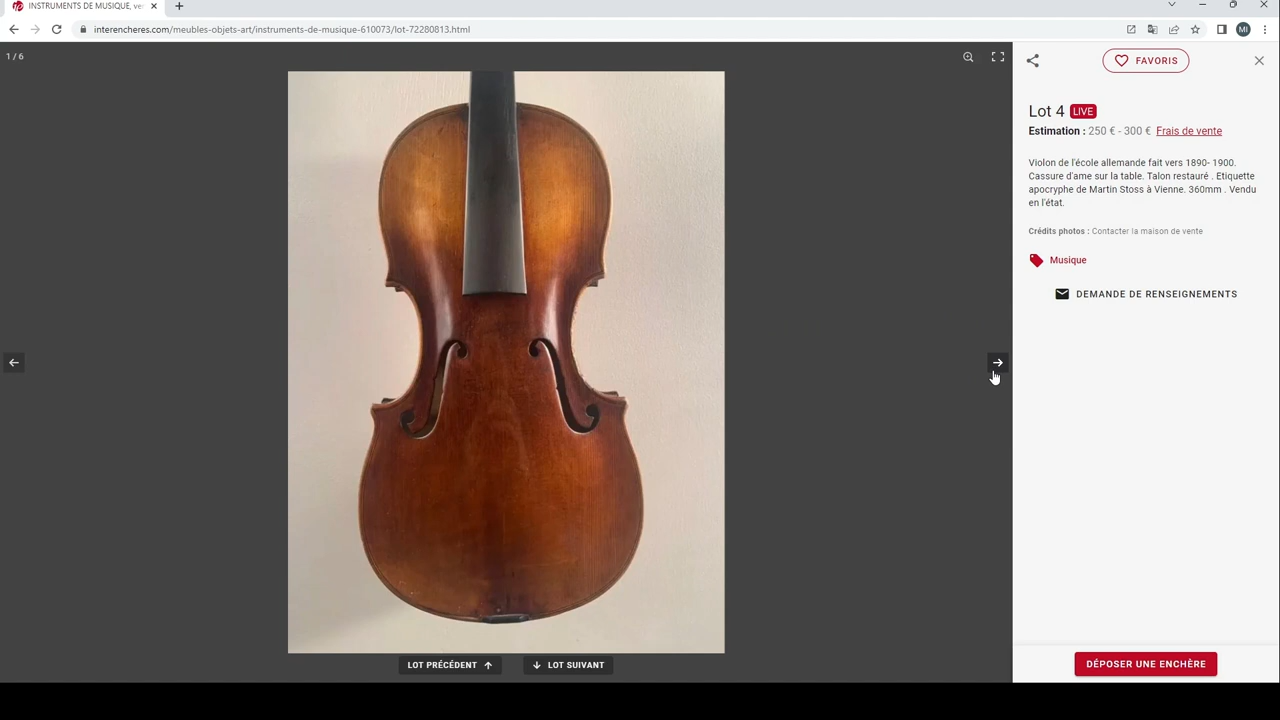 INSTRUMENTS DE MUSIQUE, ve
interencheres.com/meubles-objets-art/instruments-de-musique-610073/lot-72280813.html
MI
1 / 6
FAVORIS
Lot 4 LIVE
Estimation : 250 € - 300 € Frais de vente
Violon de l'école allemande fait vers 1890- 1900.
Cassure d'ame sur la table. Talon restauré . Etiquette
apocryphe de Martin Stoss à Vienne. 360mm . Vendu
en l'état.
Crédits photos : Contacter la maison de vente
Musique
DEMANDE DE RENSEIGNEMENTS
LOT PRÉCÉDENT
LOT SUIVANT
DÉPOSER UNE ENCHÈRE